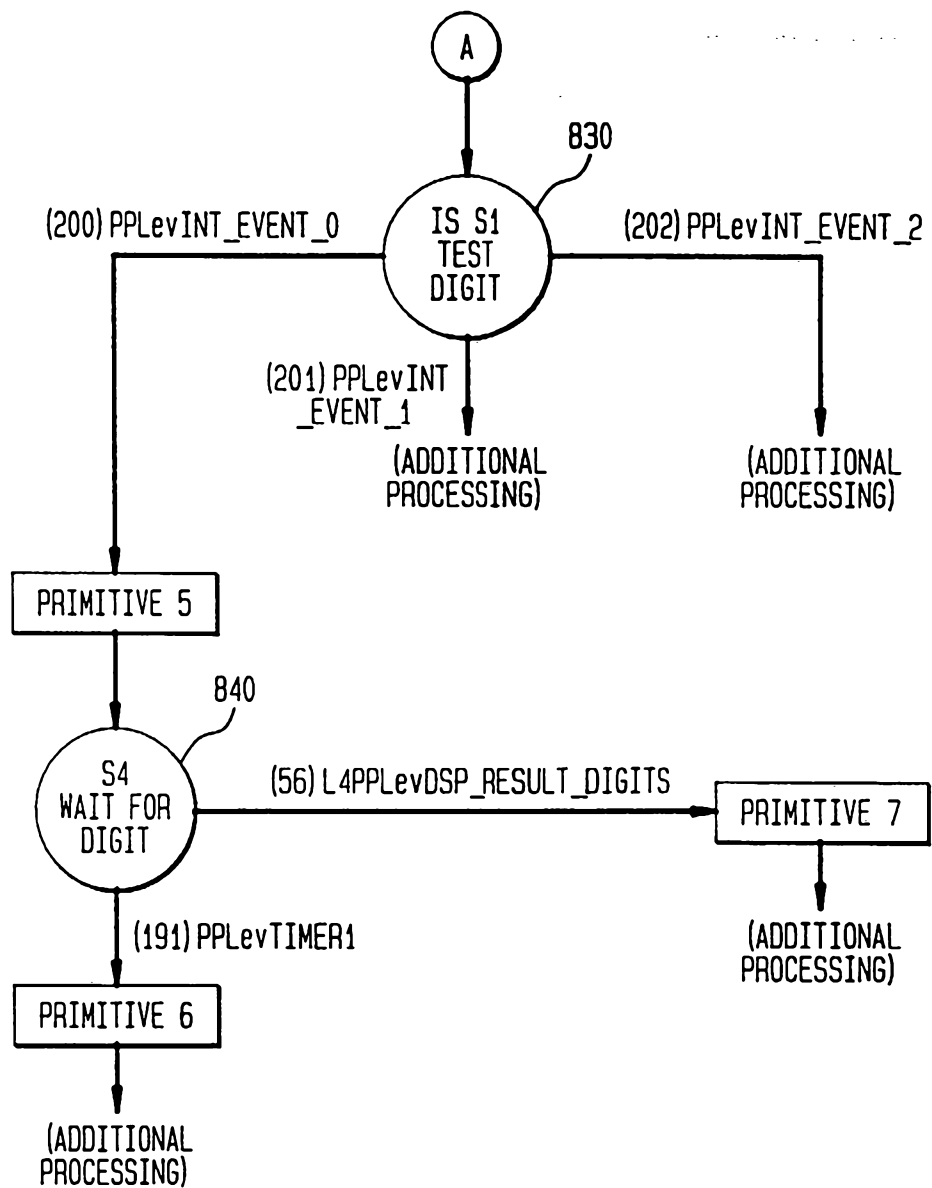 A
830
(200) PPLevINT_EVENT_0
IS S1
TEST
DIGIT
(202) PPLevINT_EVENT_2
(201) PPLevINT
_EVENT_1
(ADDITIONAL
PROCESSING)
(ADDITIONAL
PROCESSING)
PRIMITIVE 5
840
S4
WAIT FOR
DIGIT
(56) L4PPLevDSP_RESULT_DIGITS
PRIMITIVE 7
(191) PPLevTIMER1
(ADDITIONAL
PROCESSING)
PRIMITIVE 6
(ADDITIONAL
PROCESSING)